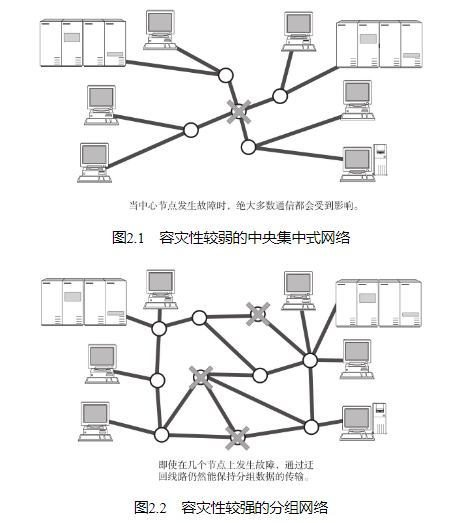 当中心节点发生故障时，绝大多数通信都会受到影响。
图2.1 容灾性较弱的中央集中式网络
即使在几个节点上发生故障，通过迂
回线路仍然能保持分组数据的传输。
图2.2 容灾性较强的分组网络